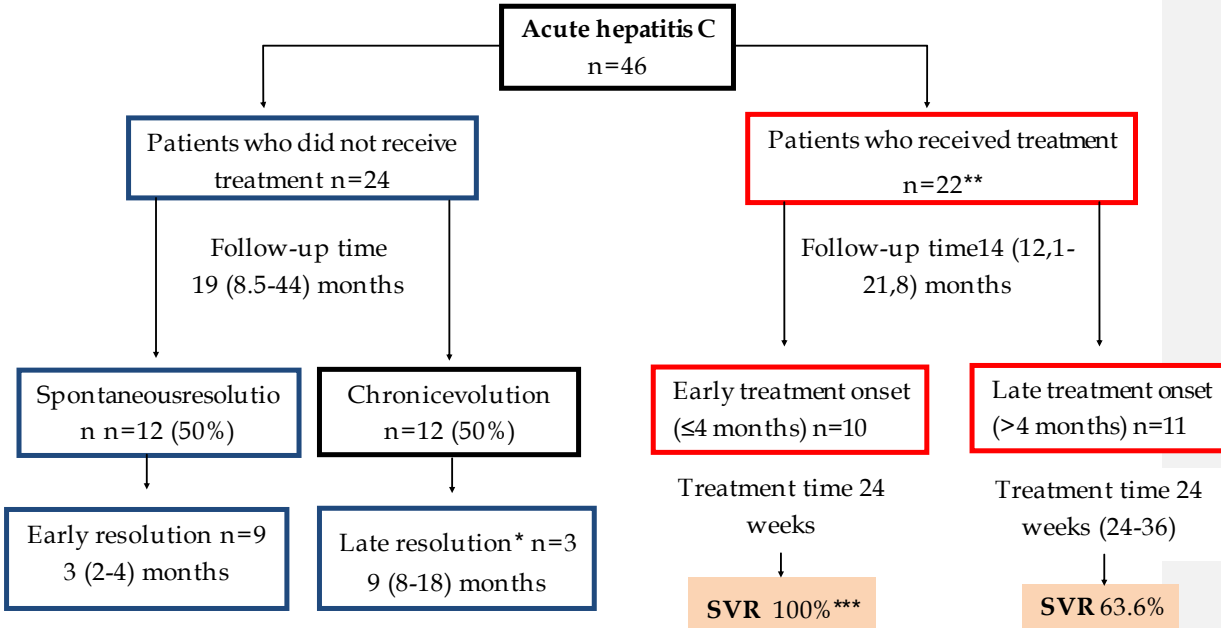 Acute hepatitis C
n=46
Patients who did not receive
treatment n=24
Patients who received treatment
n=22**
Follow-up time
19 (8.5-44) months
Follow-up time14 (12,1-
21,8) months
Spontaneousresolutio
n n=12 (50%)
Chronicevolution
n=12 (50%)
Early treatment onset
(≤4 months) n=10
Late treatment onset
(>4 months) n=11
Early resolution n=9
3 (2-4) months
Late resolution* n=3
9 (8-18) months
Treatment time 24
weeks
Treatment time 24
weeks (24-36)
SVR 100%***
SVR 63.6%